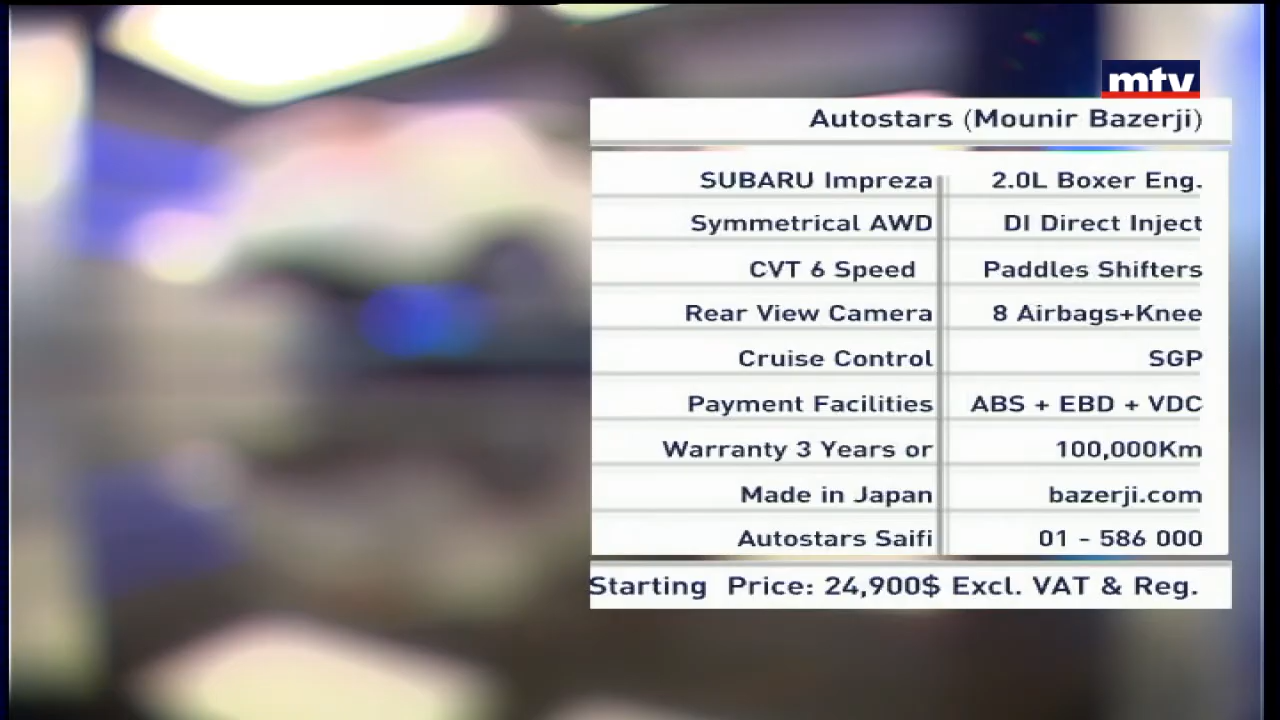 mtv
Autostars (Mounir Bazerji)
SUBARU Impreza 2.0L Boxer Eng.
Symmetrical AWD DI Direct Inject
CVT 6 Speed Paddles Shifters
Rear View Camera 8 Airbags+Knee
Cruise Control SGP
Payment Facilities ABS + EBD + VDC
Warranty 3 Years or 100,000Km
Made in Japan bazerji.com
Autostars Saifi 01 - 586 000
Starting Price: 24,900$ Excl. VAT & Reg.